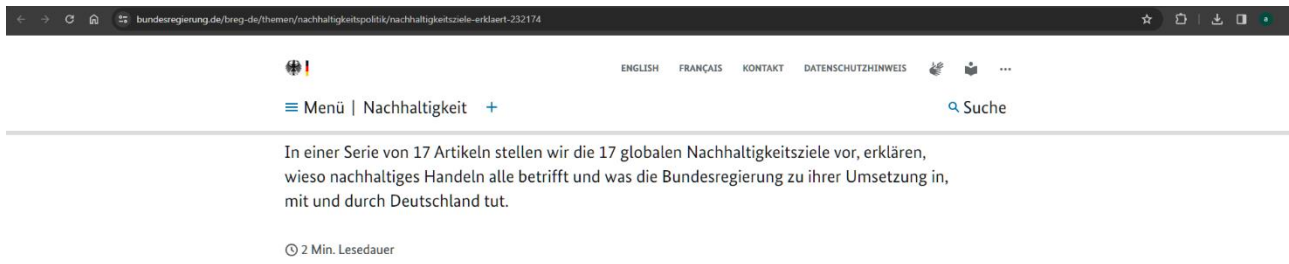 bundesregierung.de/breg-de/themen/nachhaltigkeitspolitik/nachhaltigkeitsziele-erklaert-232174
ENGLISH FRANÇAIS KONTAKT DATENSCHUTZHINWEIS
Menü | Nachhaltigkeit +
Suche
In einer Serie von 17 Artikeln stellen wir die 17 globalen Nachhaltigkeitsziele vor, erklären,
wieso nachhaltiges Handeln alle betrifft und was die Bundesregierung zu ihrer Umsetzung in,
mit und durch Deutschland tut.
2 Min. Lesedauer